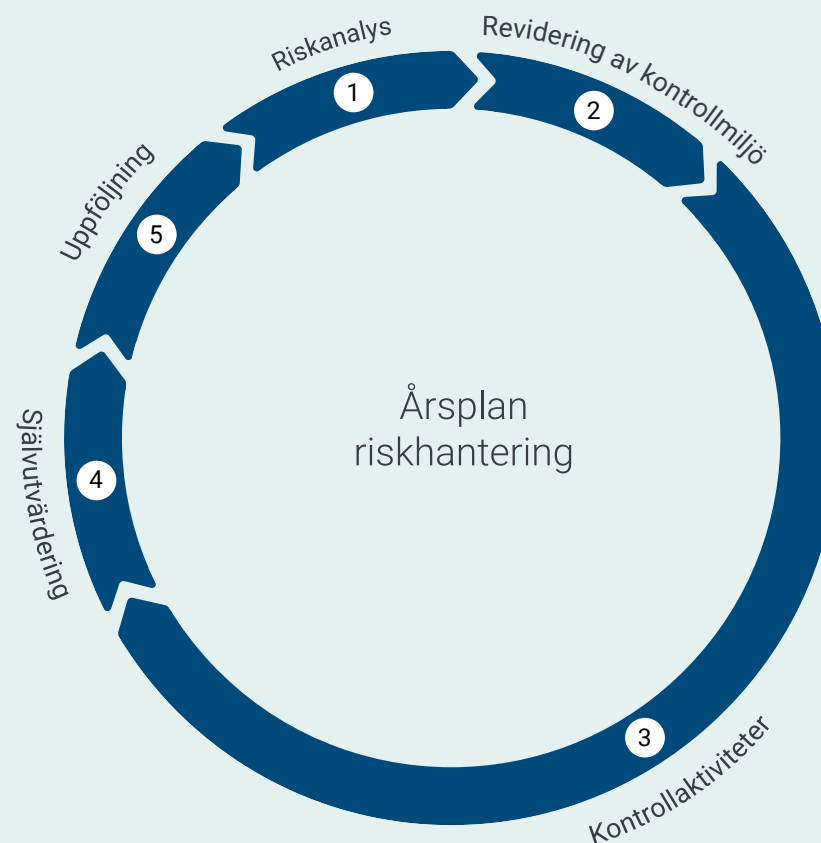 Riskanalys
1
Revidering av kontrollmiljö
2
Kontrollaktiviteter
3
Självutvärdering
4
Uppföljning
5
Årsplan
riskhantering